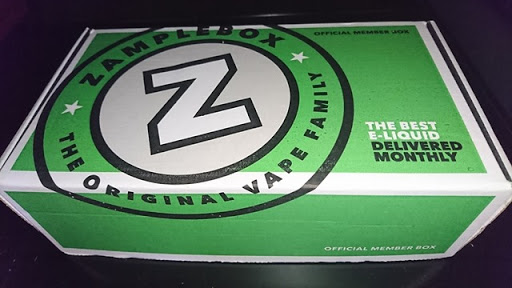 ZAMPLEBOX
Z
THE ORIGINAL VAPE FAMILY
OFFICIAL MEMBER BOX
THE BEST
E-LIQUID
DELIVERED
MONTHLY
OFFICIAL MEMBER BOX